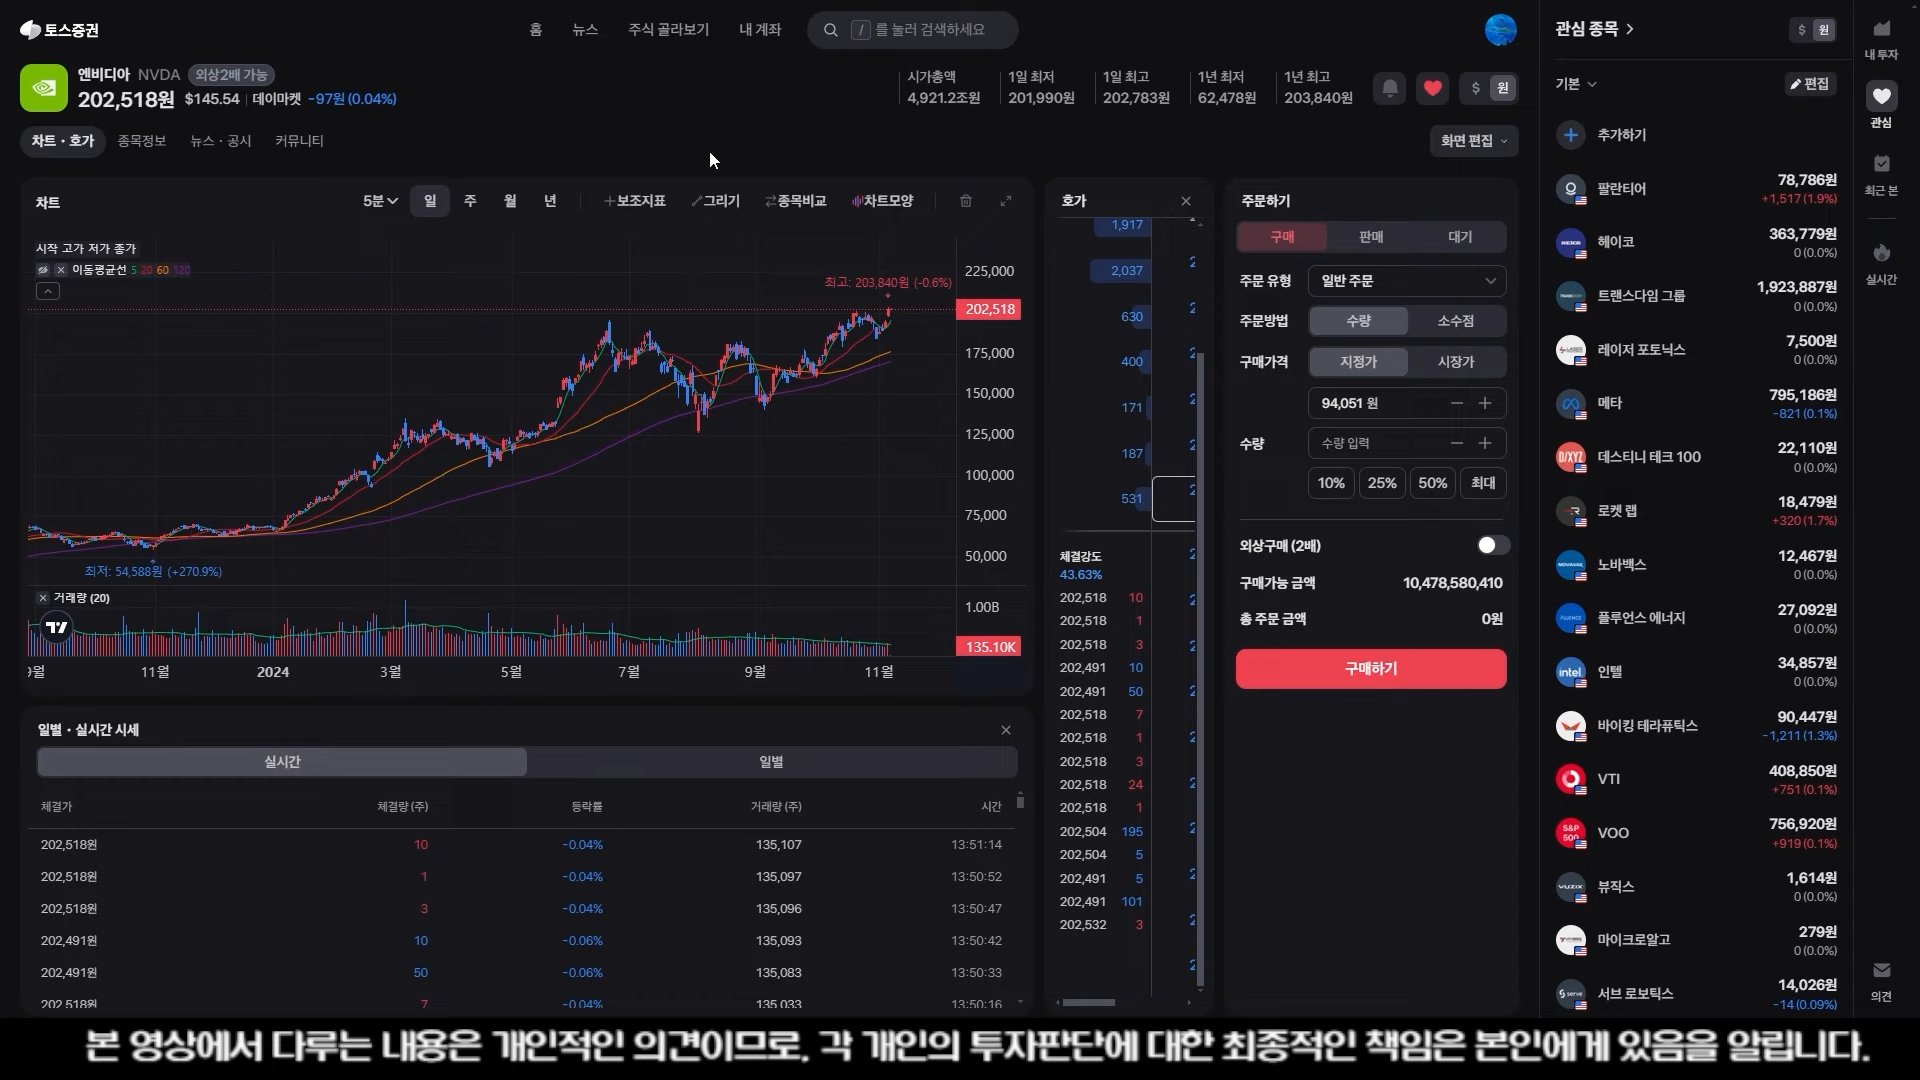 토스증권
홈
뉴스
주식 골라보기
내 계좌
/ 를 눌러 검색하세요
엔비디아 NVDA 외상2배 가능
202,518원 $145.54 데이마켓 -97원 (0.04%)
시가총액
4,921.2조원
1일 최저
201,990원
1일 최고
202,783원
1년 최저
62,478원
1년 최고
203,840원
$ 원
차트・호가
종목정보
뉴스・공시
커뮤니티
화면 편집
차트
5분 일 주 월 년
보조지표
그리기
종목비교
차트모양
시작 고가 저가 종가
이동평균선 5 20 60 120
최고: 203,840원 (-0.6%)
최저: 54,588원 (+270.9%)
225,000
202,518
175,000
150,000
125,000
100,000
75,000
50,000
거래량 (20)
1.00B
135.10K
11월 2024 3월 5월 7월 9월 11월
일별・실시간 시세
실시간
일별
체결가 체결량 (주) 등락률 거래량 (주) 시간
202,518원 10 -0.04% 135,107 13:51:14
202,518원 1 -0.04% 135,097 13:50:52
202,518원 3 -0.04% 135,096 13:50:47
202,491원 10 -0.06% 135,093 13:50:42
202,491원 50 -0.06% 135,083 13:50:33
202,518원 7 -0.04% 135,033 13:50:16
호가
1,917
2,037
630
400
171
187
531
체결강도
43.63%
202,518 10
202,518 1
202,518 3
202,491 10
202,491 50
202,518 7
202,518 1
202,518 3
202,518 24
202,518 1
202,504 195
202,504 5
202,491 5
202,491 101
202,532 3
주문하기
구매 판매 대기
주문 유형 일반 주문
주문방법 수량 소수점
구매가격 지정가 시장가
94,051 원
수량 수량 입력
10% 25% 50% 최대
외상구매 (2배)
구매가능 금액 10,478,580,410
총 주문 금액 0원
구매하기
관심 종목
$ 원
기본
편집
추가하기
팔란티어 78,786원
+1,517 (1.9%)
헤이코 363,779원
0 (0.0%)
트랜스다임 그룹 1,923,887원
0 (0.0%)
레이저 포토닉스 7,500원
0 (0.0%)
메타 795,186원
-821 (0.1%)
D/XYZ
데스티니 테크 100 22,110원
0 (0.0%)
로켓 랩 18,479원
+320 (1.7%)
노바백스 12,467원
0 (0.0%)
플루언스 에너지 27,092원
0 (0.0%)
intel
인텔 34,857원
0 (0.0%)
바이킹 테라퓨틱스 90,447원
-1,211 (1.3%)
VTI 408,850원
+751 (0.1%)
S&P 500
VOO 756,920원
+919 (0.1%)
뷰직스 1,614원
0 (0.0%)
마이크로알고 279원
0 (0.0%)
serve
서브 로보틱스 14,026원
-14 (0.09%)
내 투자
관심
최근 본
실시간
의견
본 영상에서 다루는 내용은 개인적인 의견이므로, 각 개인의 투자판단에 대한 최종적인 책임은 본인에게 있음을 알립니다.